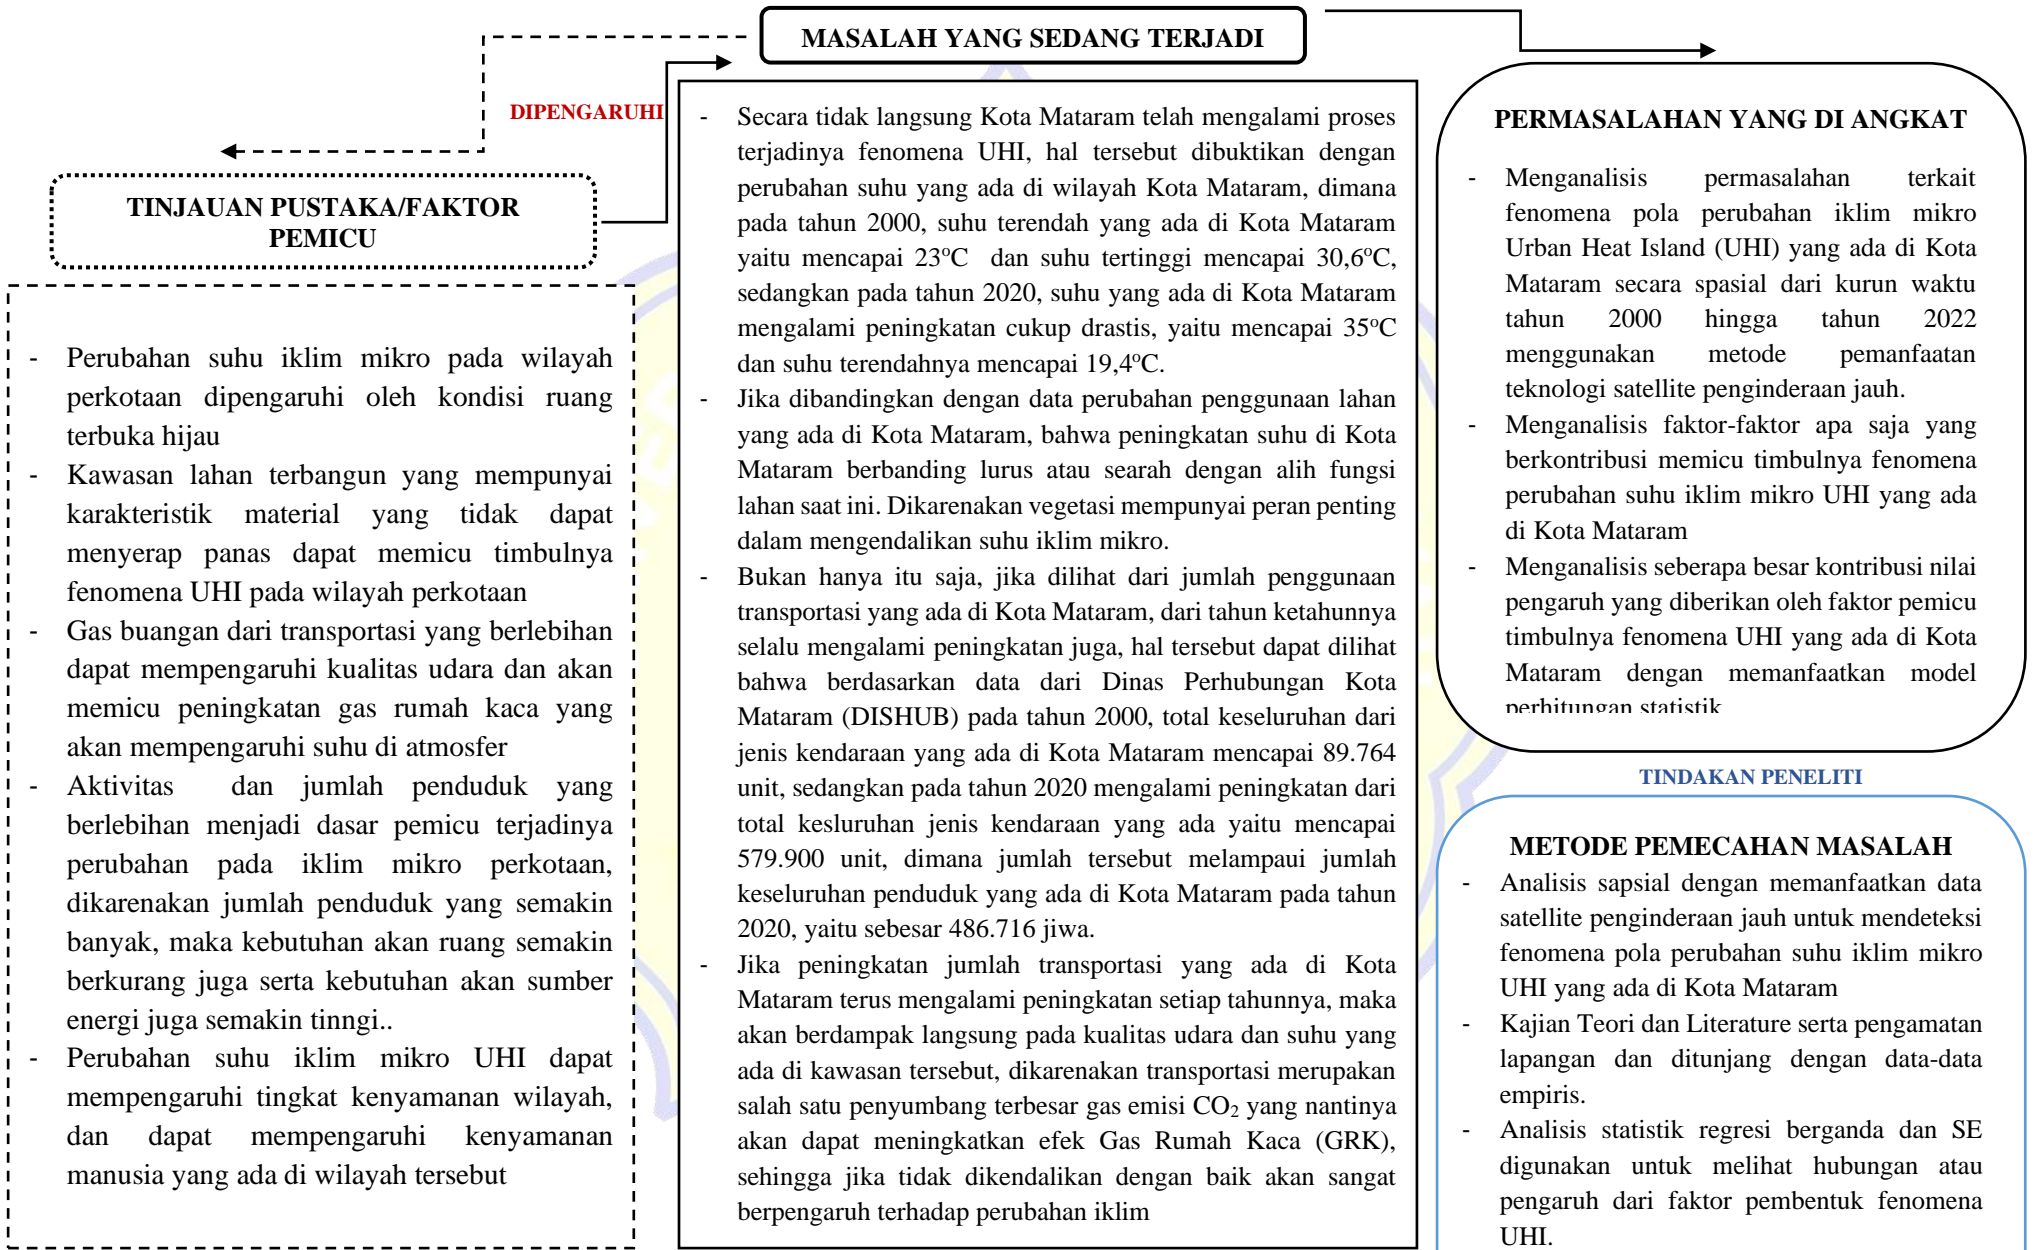 MASALAH YANG SEDANG TERJADI
DIPENGARUHI
TINJAUAN PUSTAKA/FAKTOR
PEMICU
- Perubahan suhu iklim mikro pada wilayah
perkotaan dipengaruhi oleh kondisi ruang
terbuka hijau
- Kawasan lahan terbangun yang mempunyai
karakteristik material yang tidak dapat
menyerap panas dapat memicu timbulnya
fenomena UHI pada wilayah perkotaan
- Gas buangan dari transportasi yang berlebihan
dapat mempengaruhi kualitas udara dan akan
memicu peningkatan gas rumah kaca yang
akan mempengaruhi suhu di atmosfer
- Aktivitas dan jumlah penduduk yang
berlebihan menjadi dasar pemicu terjadinya
perubahan pada iklim mikro perkotaan,
dikarenakan jumlah penduduk yang semakin
banyak, maka kebutuhan akan ruang semakin
berkurang juga serta kebutuhan akan sumber
energi juga semakin tinngi..
- Perubahan suhu iklim mikro UHI dapat
mempengaruhi tingkat kenyamanan wilayah,
dan dapat mempengaruhi kenyamanan
manusia yang ada di wilayah tersebut
- Secara tidak langsung Kota Mataram telah mengalami proses
terjadinya fenomena UHI, hal tersebut dibuktikan dengan
perubahan suhu yang ada di wilayah Kota Mataram, dimana
pada tahun 2000, suhu terendah yang ada di Kota Mataram
yaitu mencapai 23°C dan suhu tertinggi mencapai 30,6°C,
sedangkan pada tahun 2020, suhu yang ada di Kota Mataram
mengalami peningkatan cukup drastis, yaitu mencapai 35°C
dan suhu terendahnya mencapai 19,4°C.
- Jika dibandingkan dengan data perubahan penggunaan lahan
yang ada di Kota Mataram, bahwa peningkatan suhu di Kota
Mataram berbanding lurus atau searah dengan alih fungsi
lahan saat ini. Dikarenakan vegetasi mempunyai peran penting
dalam mengendalikan suhu iklim mikro.
- Bukan hanya itu saja, jika dilihat dari jumlah penggunaan
transportasi yang ada di Kota Mataram, dari tahun ketahunnya
selalu mengalami peningkatan juga, hal tersebut dapat dilihat
bahwa berdasarkan data dari Dinas Perhubungan Kota
Mataram (DISHUB) pada tahun 2000, total keseluruhan dari
jenis kendaraan yang ada di Kota Mataram mencapai 89.764
unit, sedangkan pada tahun 2020 mengalami peningkatan dari
total kesluruhan jenis kendaraan yang ada yaitu mencapai
579.900 unit, dimana jumlah tersebut melampaui jumlah
keseluruhan penduduk yang ada di Kota Mataram pada tahun
2020, yaitu sebesar 486.716 jiwa.
- Jika peningkatan jumlah transportasi yang ada di Kota
Mataram terus mengalami peningkatan setiap tahunnya, maka
akan berdampak langsung pada kualitas udara dan suhu yang
ada di kawasan tersebut, dikarenakan transportasi merupakan
salah satu penyumbang terbesar gas emisi CO₂ yang nantinya
akan dapat meningkatkan efek Gas Rumah Kaca (GRK),
sehingga jika tidak dikendalikan dengan baik akan sangat
berpengaruh terhadap perubahan iklim
PERMASALAHAN YANG DI ANGKAT
- Menganalisis permasalahan terkait
fenomena pola perubahan iklim mikro
Urban Heat Island (UHI) yang ada di Kota
Mataram secara spasial dari kurun waktu
tahun 2000 hingga tahun 2022
menggunakan metode pemanfaatan
teknologi satellite penginderaan jauh.
- Menganalisis faktor-faktor apa saja yang
berkontribusi memicu timbulnya fenomena
perubahan suhu iklim mikro UHI yang ada
di Kota Mataram
- Menganalisis seberapa besar kontribusi nilai
pengaruh yang diberikan oleh faktor pemicu
timbulnya fenomena UHI yang ada di Kota
Mataram dengan memanfaatkan model
perhitungan statistik
TINDAKAN PENELITI
METODE PEMECAHAN MASALAH
- Analisis sapsial dengan memanfaatkan data
satellite penginderaan jauh untuk mendeteksi
fenomena pola perubahan suhu iklim mikro
UHI yang ada di Kota Mataram
- Kajian Teori dan Literature serta pengamatan
lapangan dan ditunjang dengan data-data
empiris.
- Analisis statistik regresi berganda dan SE
digunakan untuk melihat hubungan atau
pengaruh dari faktor pembentuk fenomena
UHI.